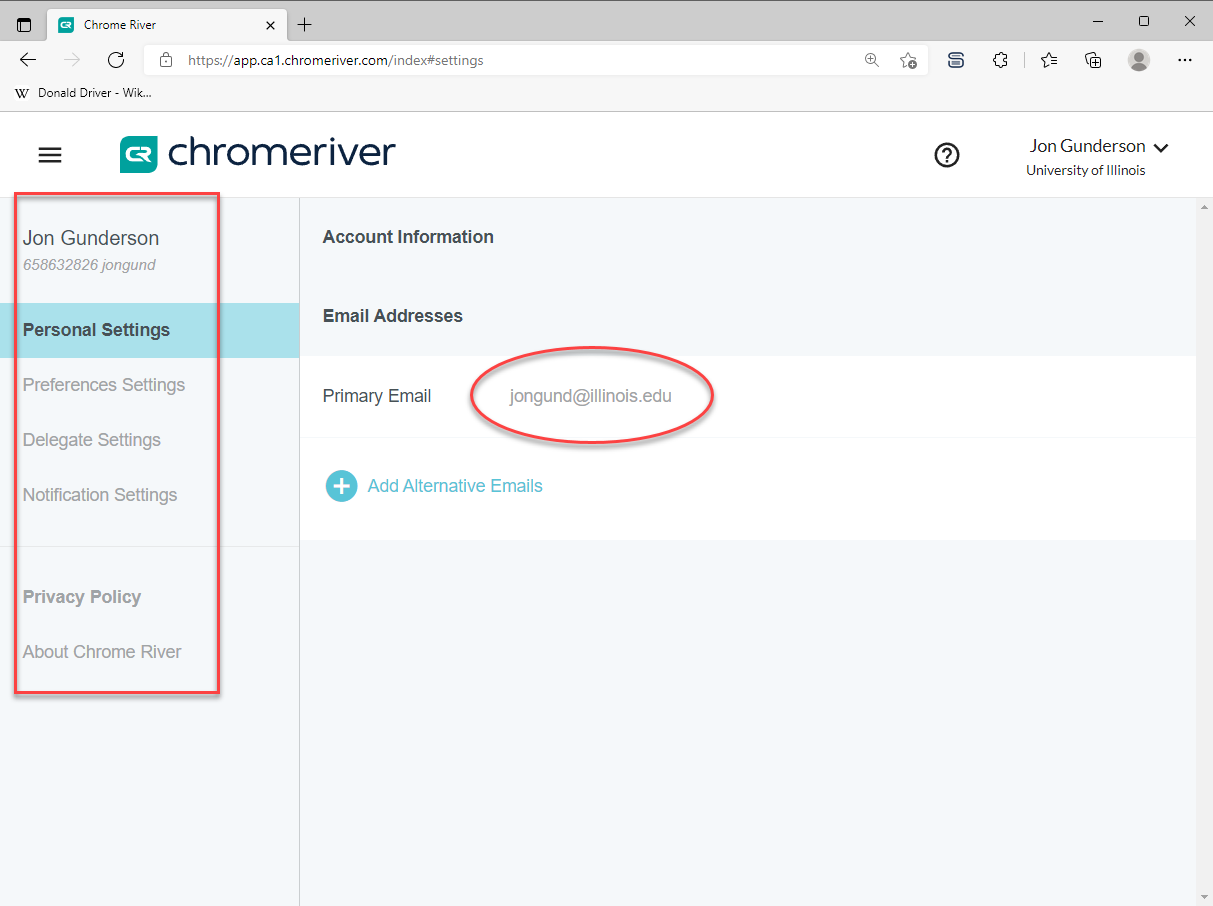 Chrome River
https://app.ca1.chromeriver.com/index#settings
W Donald Driver - Wik...
CR chromeriver
?
Jon Gunderson
University of Illinois
Jon Gunderson
658632826 jongund
Personal Settings
Preferences Settings
Delegate Settings
Notification Settings
Privacy Policy
About Chrome River
Account Information
Email Addresses
Primary Email jongund@illinois.edu
Add Alternative Emails